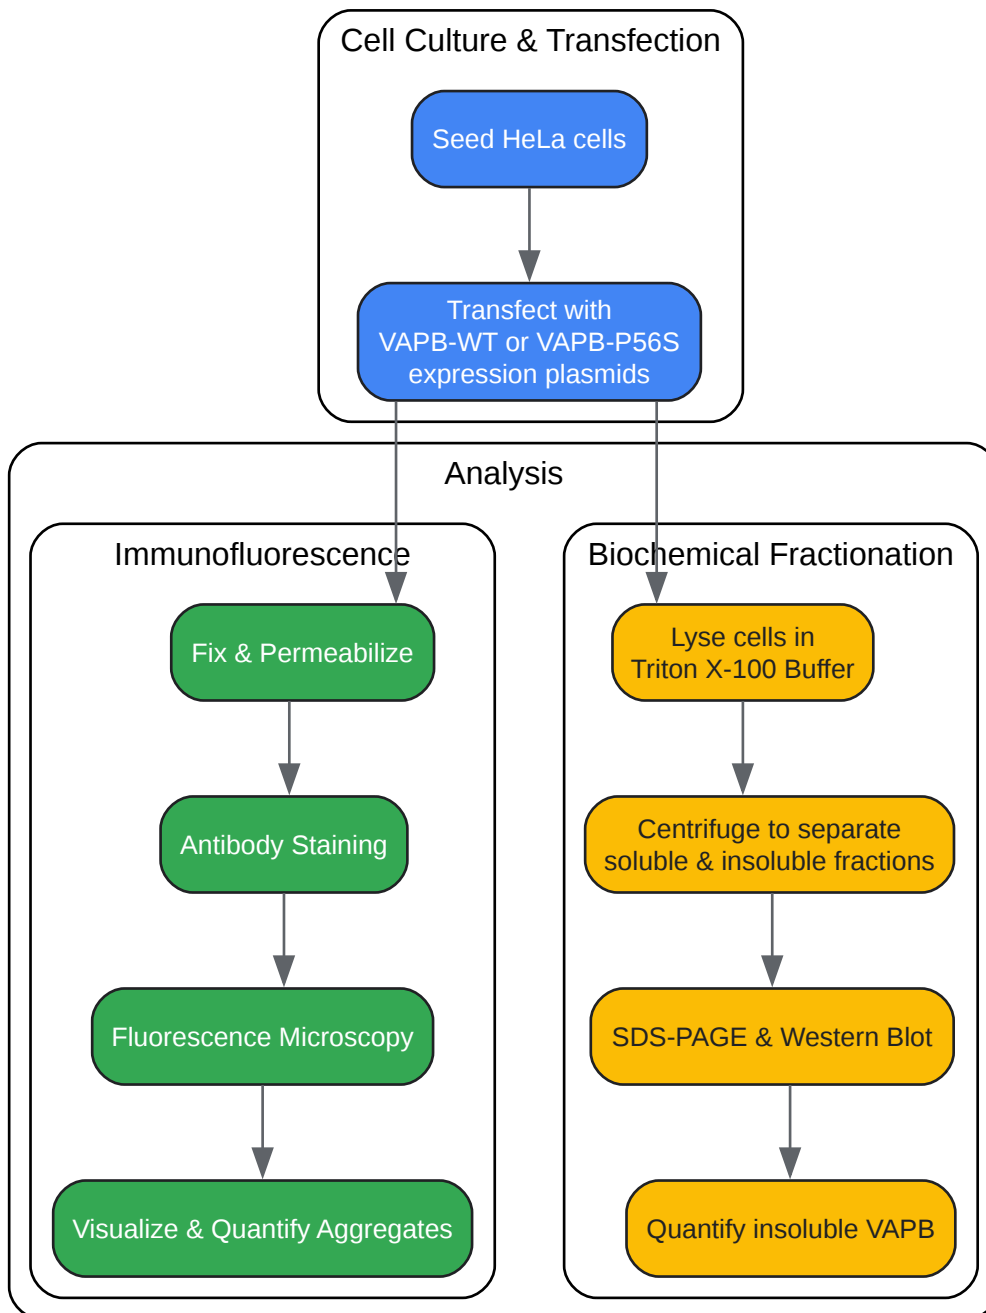 Cell Culture & Transfection
Seed HeLa cells
Transfect with
VAPB-WT or VAPB-P56S
expression plasmids
Analysis
Immunofluorescence
Fix & Permeabilize
Antibody Staining
Fluorescence Microscopy
Visualize & Quantify Aggregates
Biochemical Fractionation
Lyse cells in
Triton X-100 Buffer
Centrifuge to separate
soluble & insoluble fractions
SDS-PAGE & Western Blot
Quantify insoluble VAPB